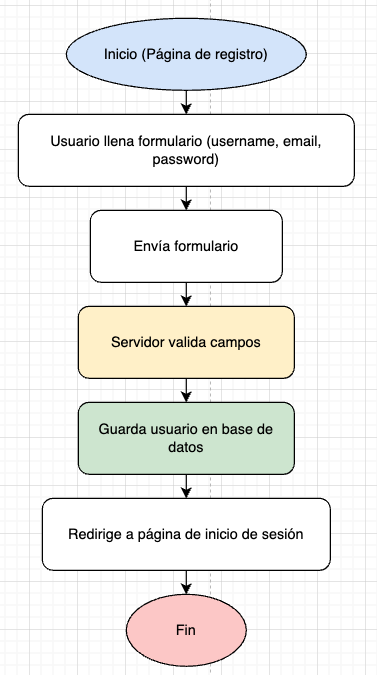 Inicio (Página de registro)
Usuario llena formulario (username, email,
password)
Envía formulario
Servidor valida campos
Guarda usuario en base de
datos
Redirige a página de inicio de sesión
Fin